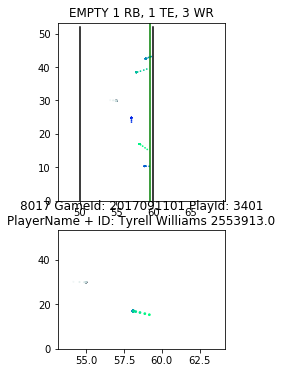 EMPTY 1 RB, 1 TE, 3 WR
50
40
30
20
10
0
50 55 60 65
8017 GameId: 2017091101 PlayId: 3401
PlayerName + ID: Tyrell Williams 2553913.0
40
20
0
55.0 57.5 60.0 62.5